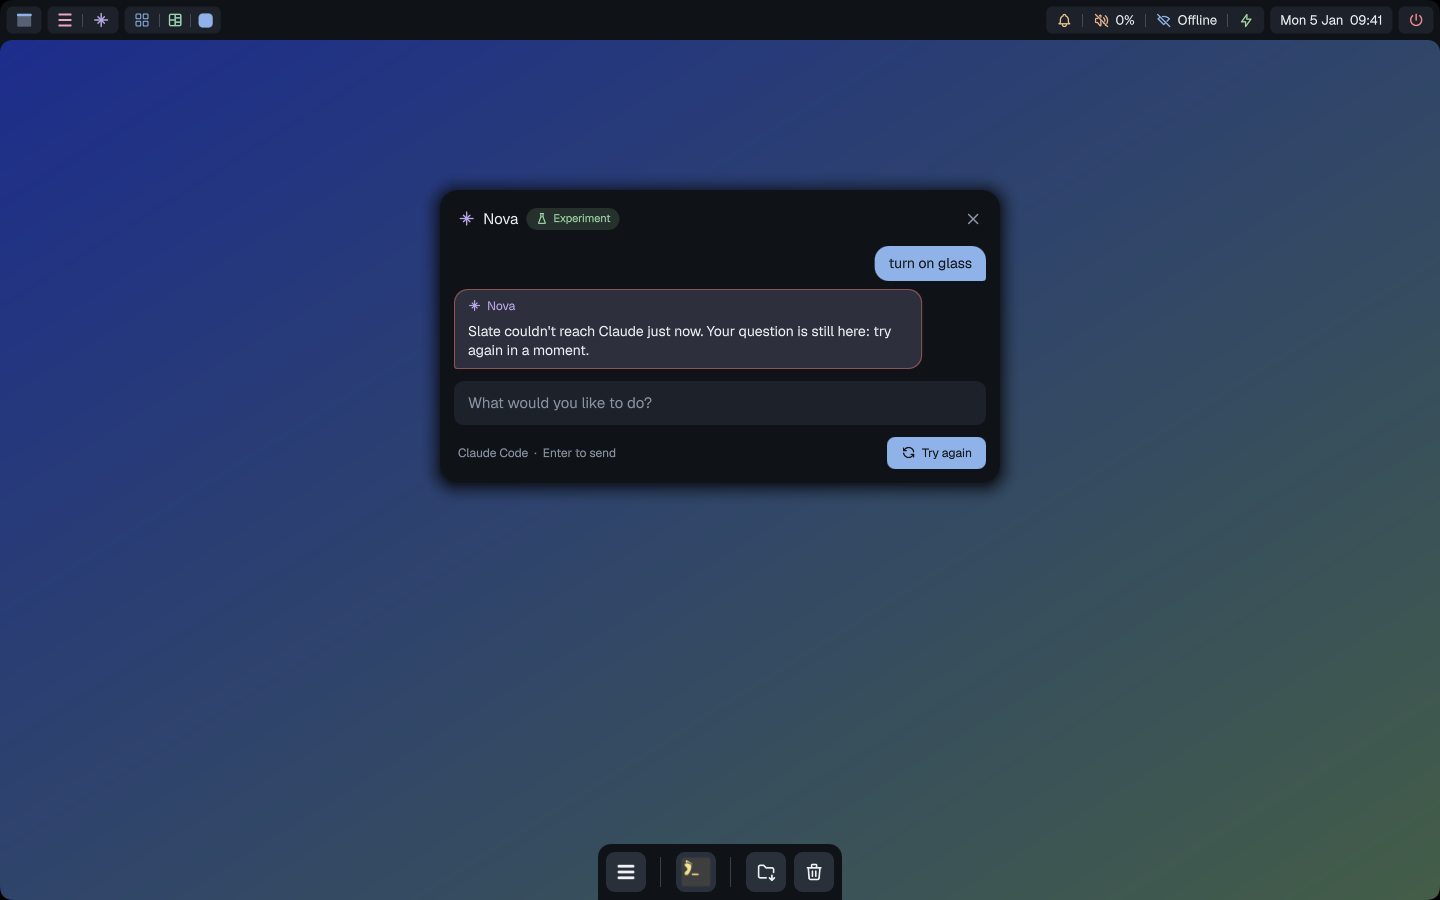 0%
Offline
Mon 5 Jan 09:41
Nova
Experiment
turn on glass
Nova
Slate couldn't reach Claude just now. Your question is still here: try
again in a moment.
What would you like to do?
Claude Code · Enter to send
Try again